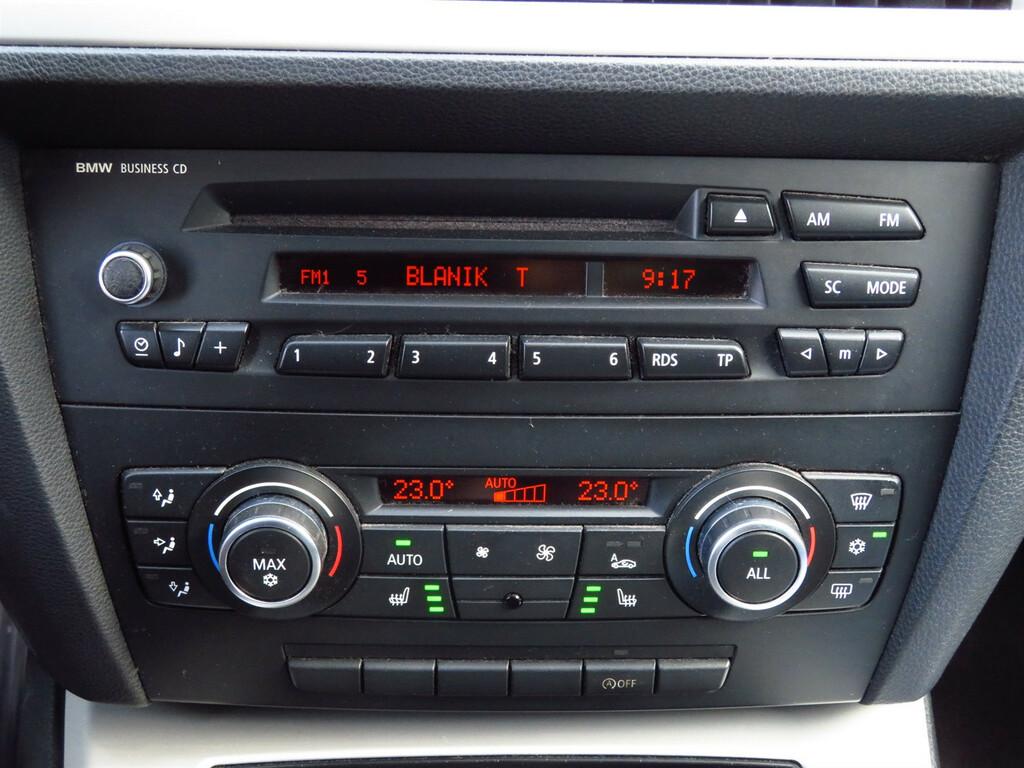 BMW BUSINESS CD
AM FM
FM1 5 BLANIK T 9:17
SC MODE
1 2 3 4 5 6 RDS TP m
23.0° AUTO 23.0°
MAX AUTO A ALL
A OFF